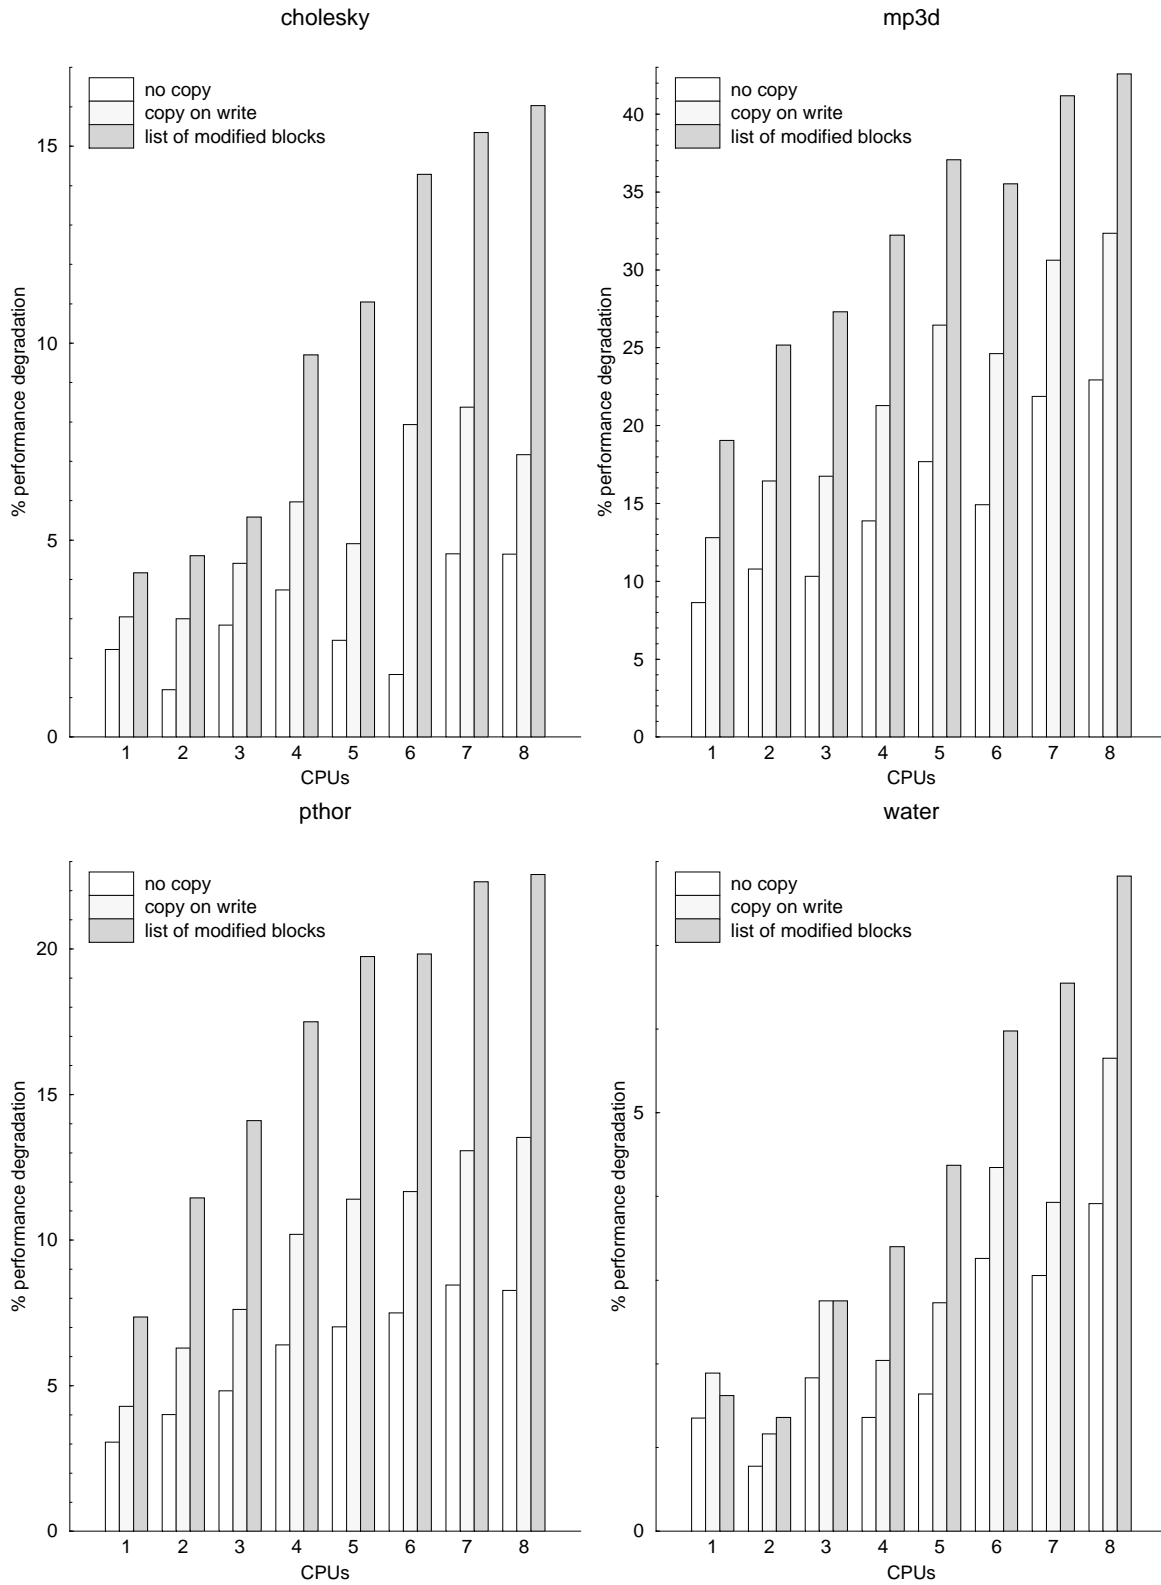 cholesky
no copy
copy on write
list of modified blocks
15
10
5
0
% performance degradation
1 2 3 4 5 6 7 8
CPUs
mp3d
no copy
copy on write
list of modified blocks
40
35
30
25
20
15
10
5
0
% performance degradation
1 2 3 4 5 6 7 8
CPUs
pthor
no copy
copy on write
list of modified blocks
20
15
10
5
0
% performance degradation
1 2 3 4 5 6 7 8
CPUs
water
no copy
copy on write
list of modified blocks
5
0
% performance degradation
1 2 3 4 5 6 7 8
CPUs